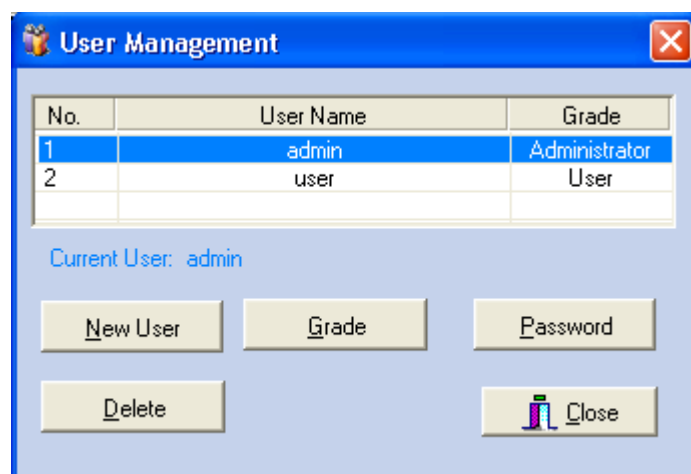 User Management
No. User Name Grade
1 admin Administrator
2 user User
Current User: admin
New User Grade Password
Delete Close